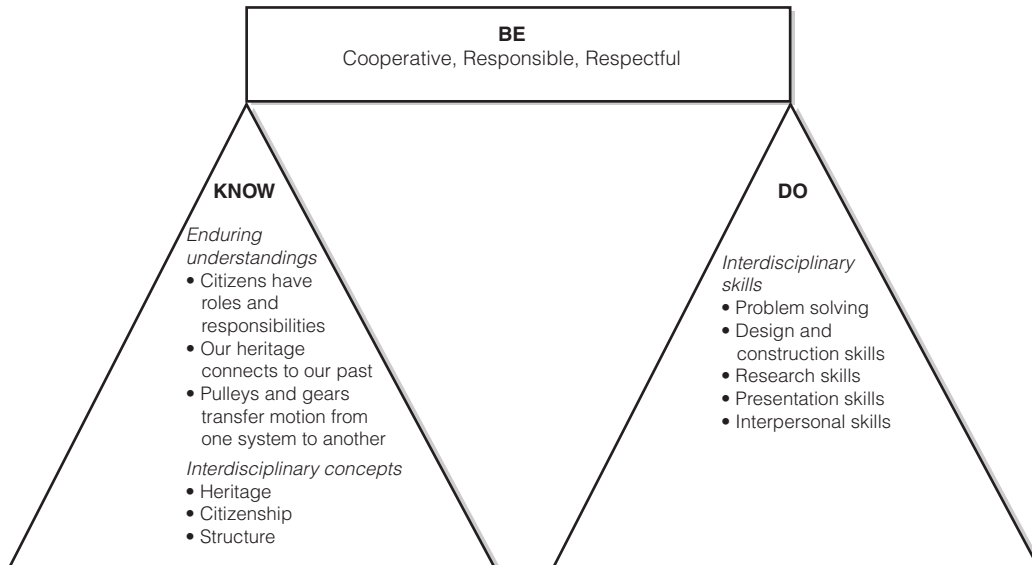 BE
Cooperative, Responsible, Respectful
KNOW
Enduring
understandings
• Citizens have
roles and
responsibilities
• Our heritage
connects to our past
• Pulleys and gears
transfer motion from
one system to another
Interdisciplinary concepts
• Heritage
• Citizenship
• Structure
DO
Interdisciplinary
skills
• Problem solving
• Design and
construction skills
• Research skills
• Presentation skills
• Interpersonal skills